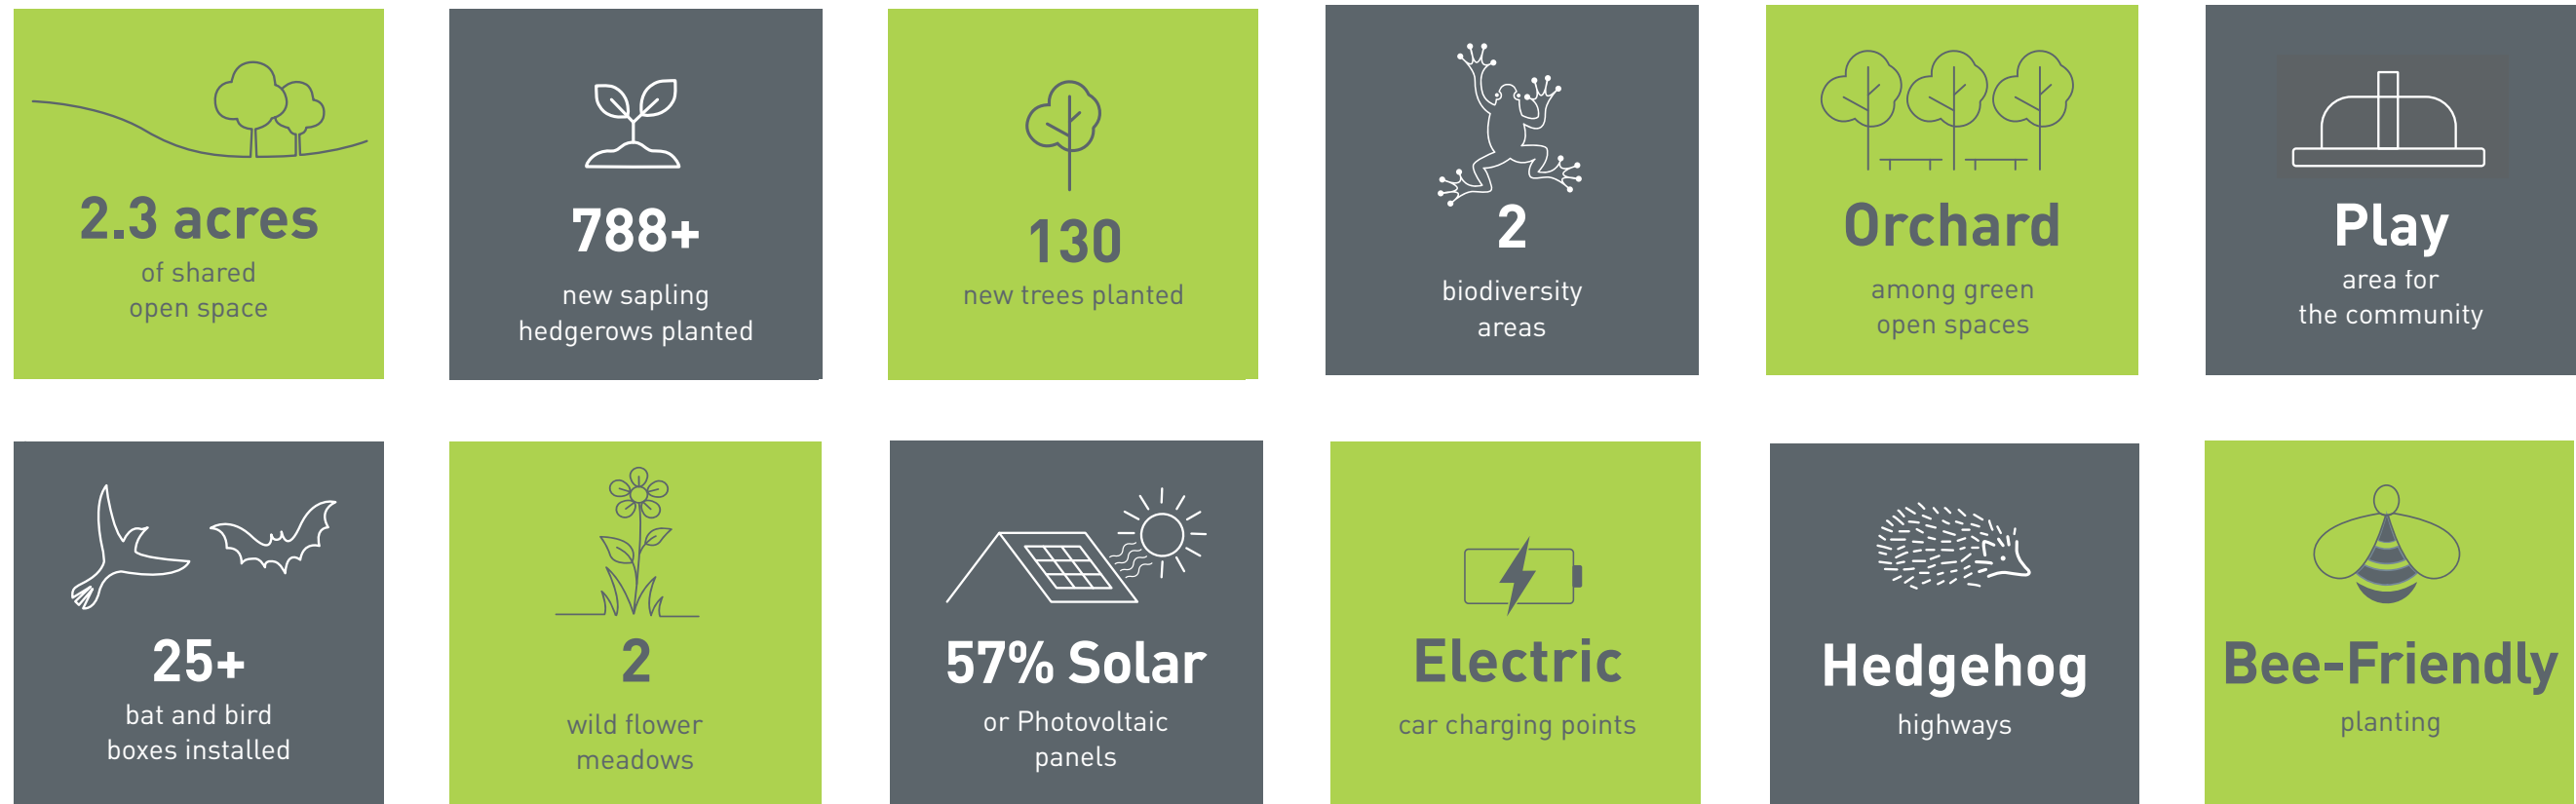 2.3 acres
of shared
open space
788+
new sapling
hedgerows planted
130
new trees planted
2
biodiversity
areas
Orchard
among green
open spaces
Play
area for
the community
25+
bat and bird
boxes installed
2
wild flower
meadows
57% Solar
or Photovoltaic
panels
Electric
car charging points
Hedgehog
highways
Bee-Friendly
planting